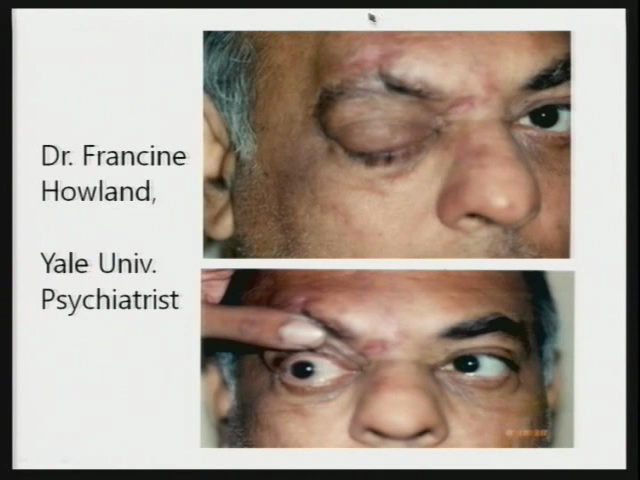 Dr. Francine
Howland,
Yale Univ.
Psychiatrist